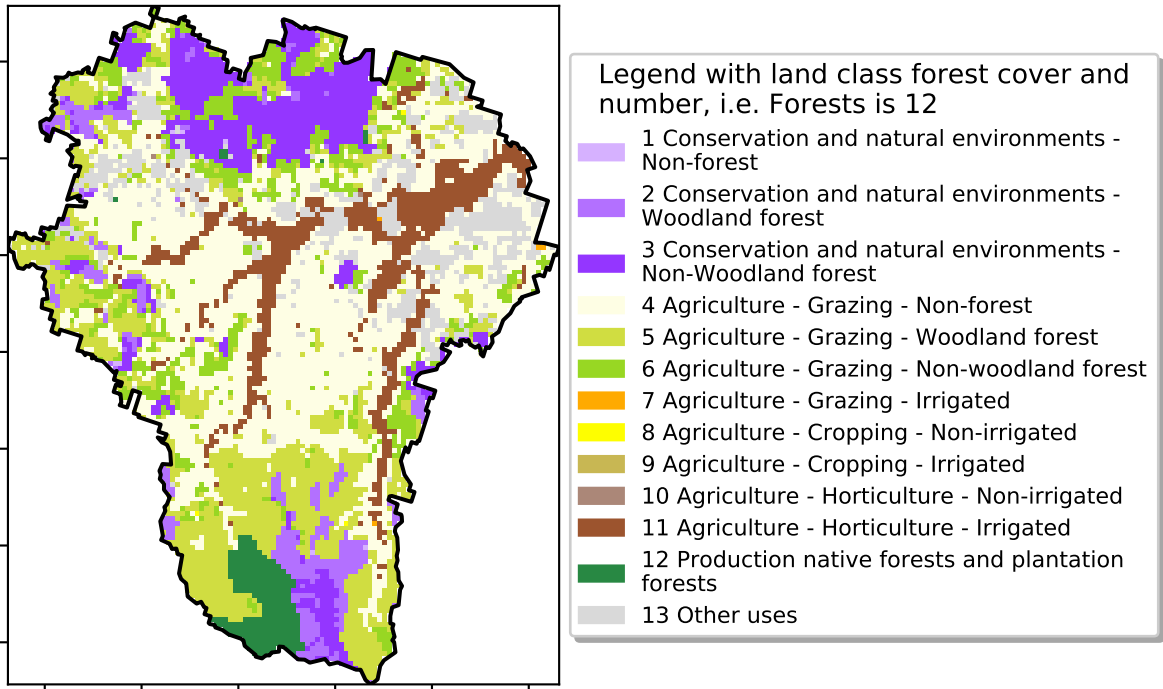 Legend with land class forest cover and
number, i.e. Forests is 12
1 Conservation and natural environments -
Non-forest
2 Conservation and natural environments -
Woodland forest
3 Conservation and natural environments -
Non-Woodland forest
4 Agriculture - Grazing - Non-forest
5 Agriculture - Grazing - Woodland forest
6 Agriculture - Grazing - Non-woodland forest
7 Agriculture - Grazing - Irrigated
8 Agriculture - Cropping - Non-irrigated
9 Agriculture - Cropping - Irrigated
10 Agriculture - Horticulture - Non-irrigated
11 Agriculture - Horticulture - Irrigated
12 Production native forests and plantation
forests
13 Other uses